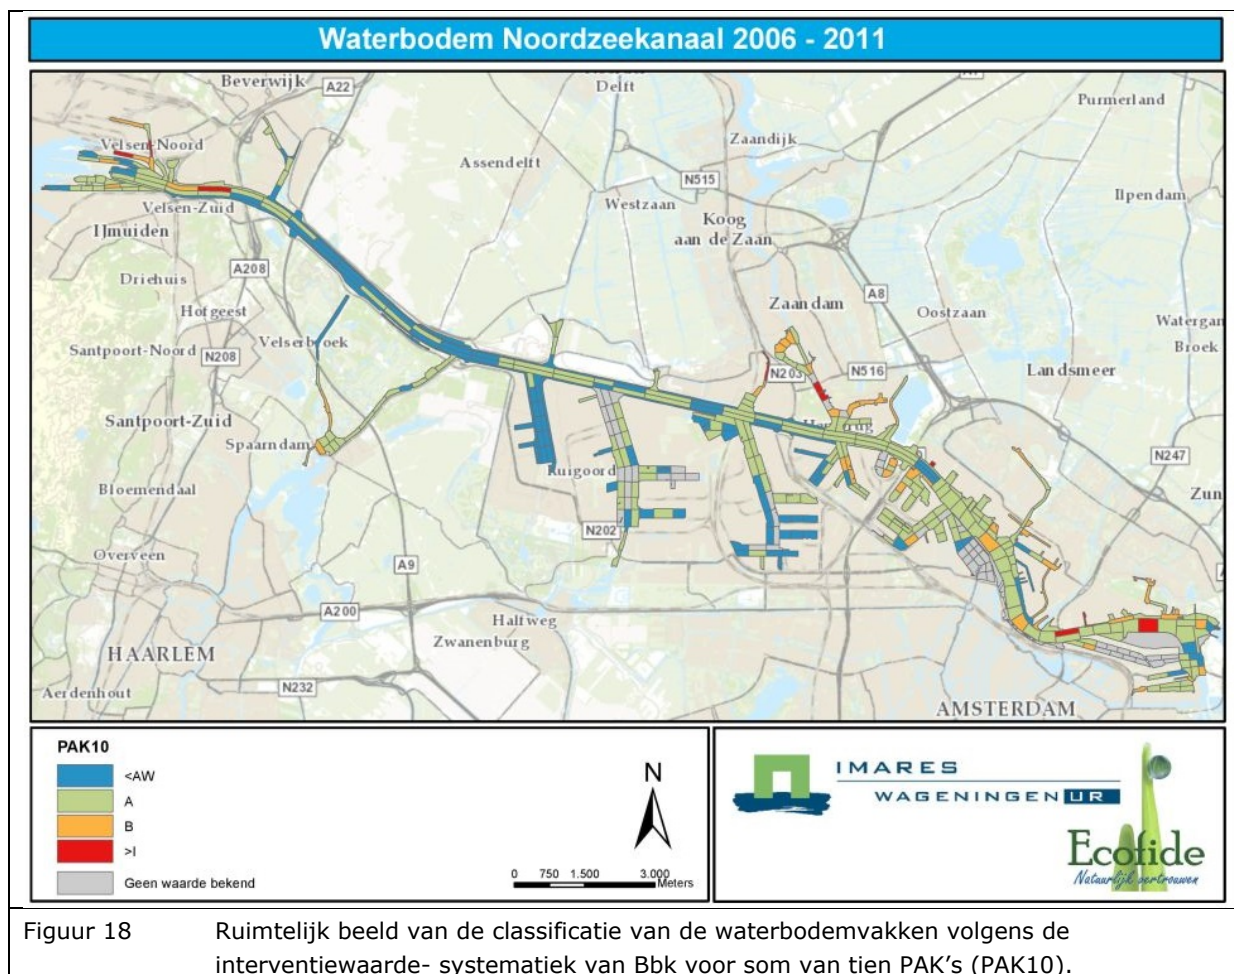 Waterbodem Noordzeekanaal 2006 - 2011
Beverwijk
A22
Delft
Purmerland
Velsen-Noord
Zaandijk
Assendelft
N515
Ilpendam
Westzaan
Velsen-Zuid
Koog
aan de Zaan
IJmuiden
A208
Driehuis
A8
Zaandam
Hofgeest
Oostzaan
Watergan
Velserbroek
Santpoort-Noord
N208
Broek
N203
N516
Landsmeer
Santpoort-Zuid
Spaarndam
N247
Ruigoord
Bloemendaal
Zun
N202
Overveen
A9
A200
Halfweg
Zwanenburg
HAARLEM
N232
Aerdenhout
AMSTERDAM
PAK10
<AW
A
B
>I
Geen waarde bekend
N
0 750 1.500 3.000
Meters
IMARES
WAGENINGEN UR
Ecofide
Natuurlijk vertrouwen
Figuur 18 Ruimtelijk beeld van de classificatie van de waterbodemvakken volgens de
interventiewaarde- systematiek van Bbk voor som van tien PAK's (PAK10).